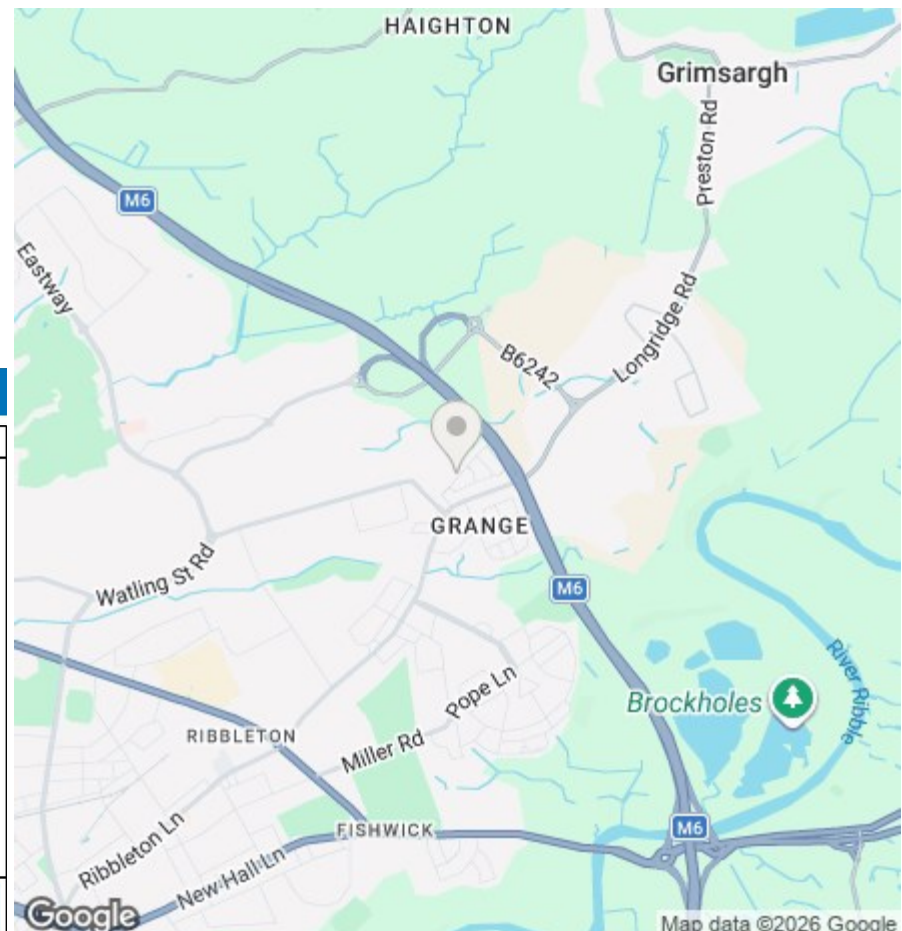 HAIGHTON
Grimsargh
Preston Rd
M6
Eastway
Longridge Rd
B6242
GRANGE
Watling St Rd
M6
River Ribble
Pope Ln
Brockholes
RIBBLETON
Miller Rd
M6
FISHWICK
Ribbleton Ln
New Hall Ln
Google
Map data ©2026 Google